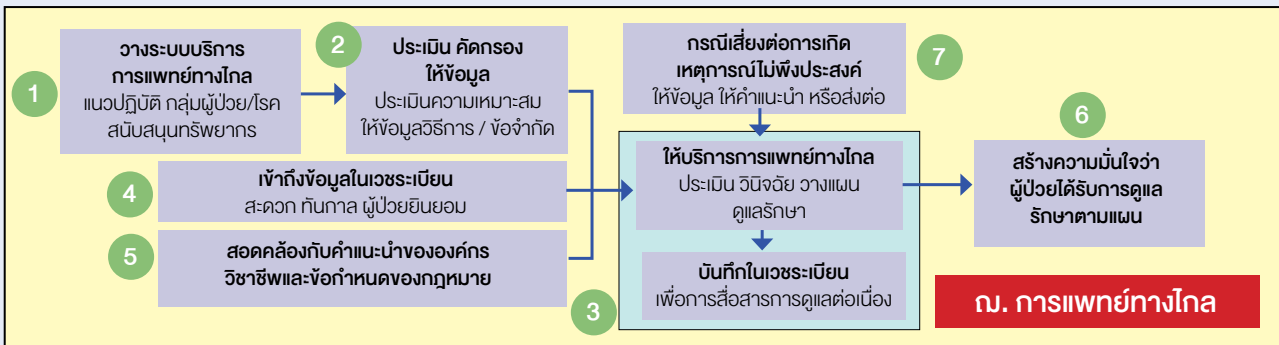 1
วางระบบบริการ
การแพทย์ทางไกล
แนวปฏิบัติ กลุ่มผู้ป่วย/โรค
สนับสนุนทรัพยากร
2
ประเมิน คัดกรอง
ให้ข้อมูล
ประเมินความเหมาะสม
ให้ข้อมูลวิธีการ / ข้อจำกัด
กรณีเสี่ยงต่อการเกิด
เหตุการณ์ไม่พึงประสงค์
ให้ข้อมูล ให้คำแนะนำ หรือส่งต่อ
7
4
เข้าถึงข้อมูลในเวชระเบียน
สะดวก ทันกาล ผู้ป่วยยินยอม
5
สอดคล้องกับคำแนะนำขององค์กร
วิชาชีพและข้อกำหนดของกฎหมาย
ให้บริการการแพทย์ทางไกล
ประเมิน วินิจฉัย วางแผน
ดูแลรักษา
บันทึกในเวชระเบียน
เพื่อการสื่อสารการดูแลต่อเนื่อง
3
6
สร้างความมั่นใจว่า
ผู้ป่วยได้รับการดูแล
รักษาตามแผน
ฌ. การแพทย์ทางไกล